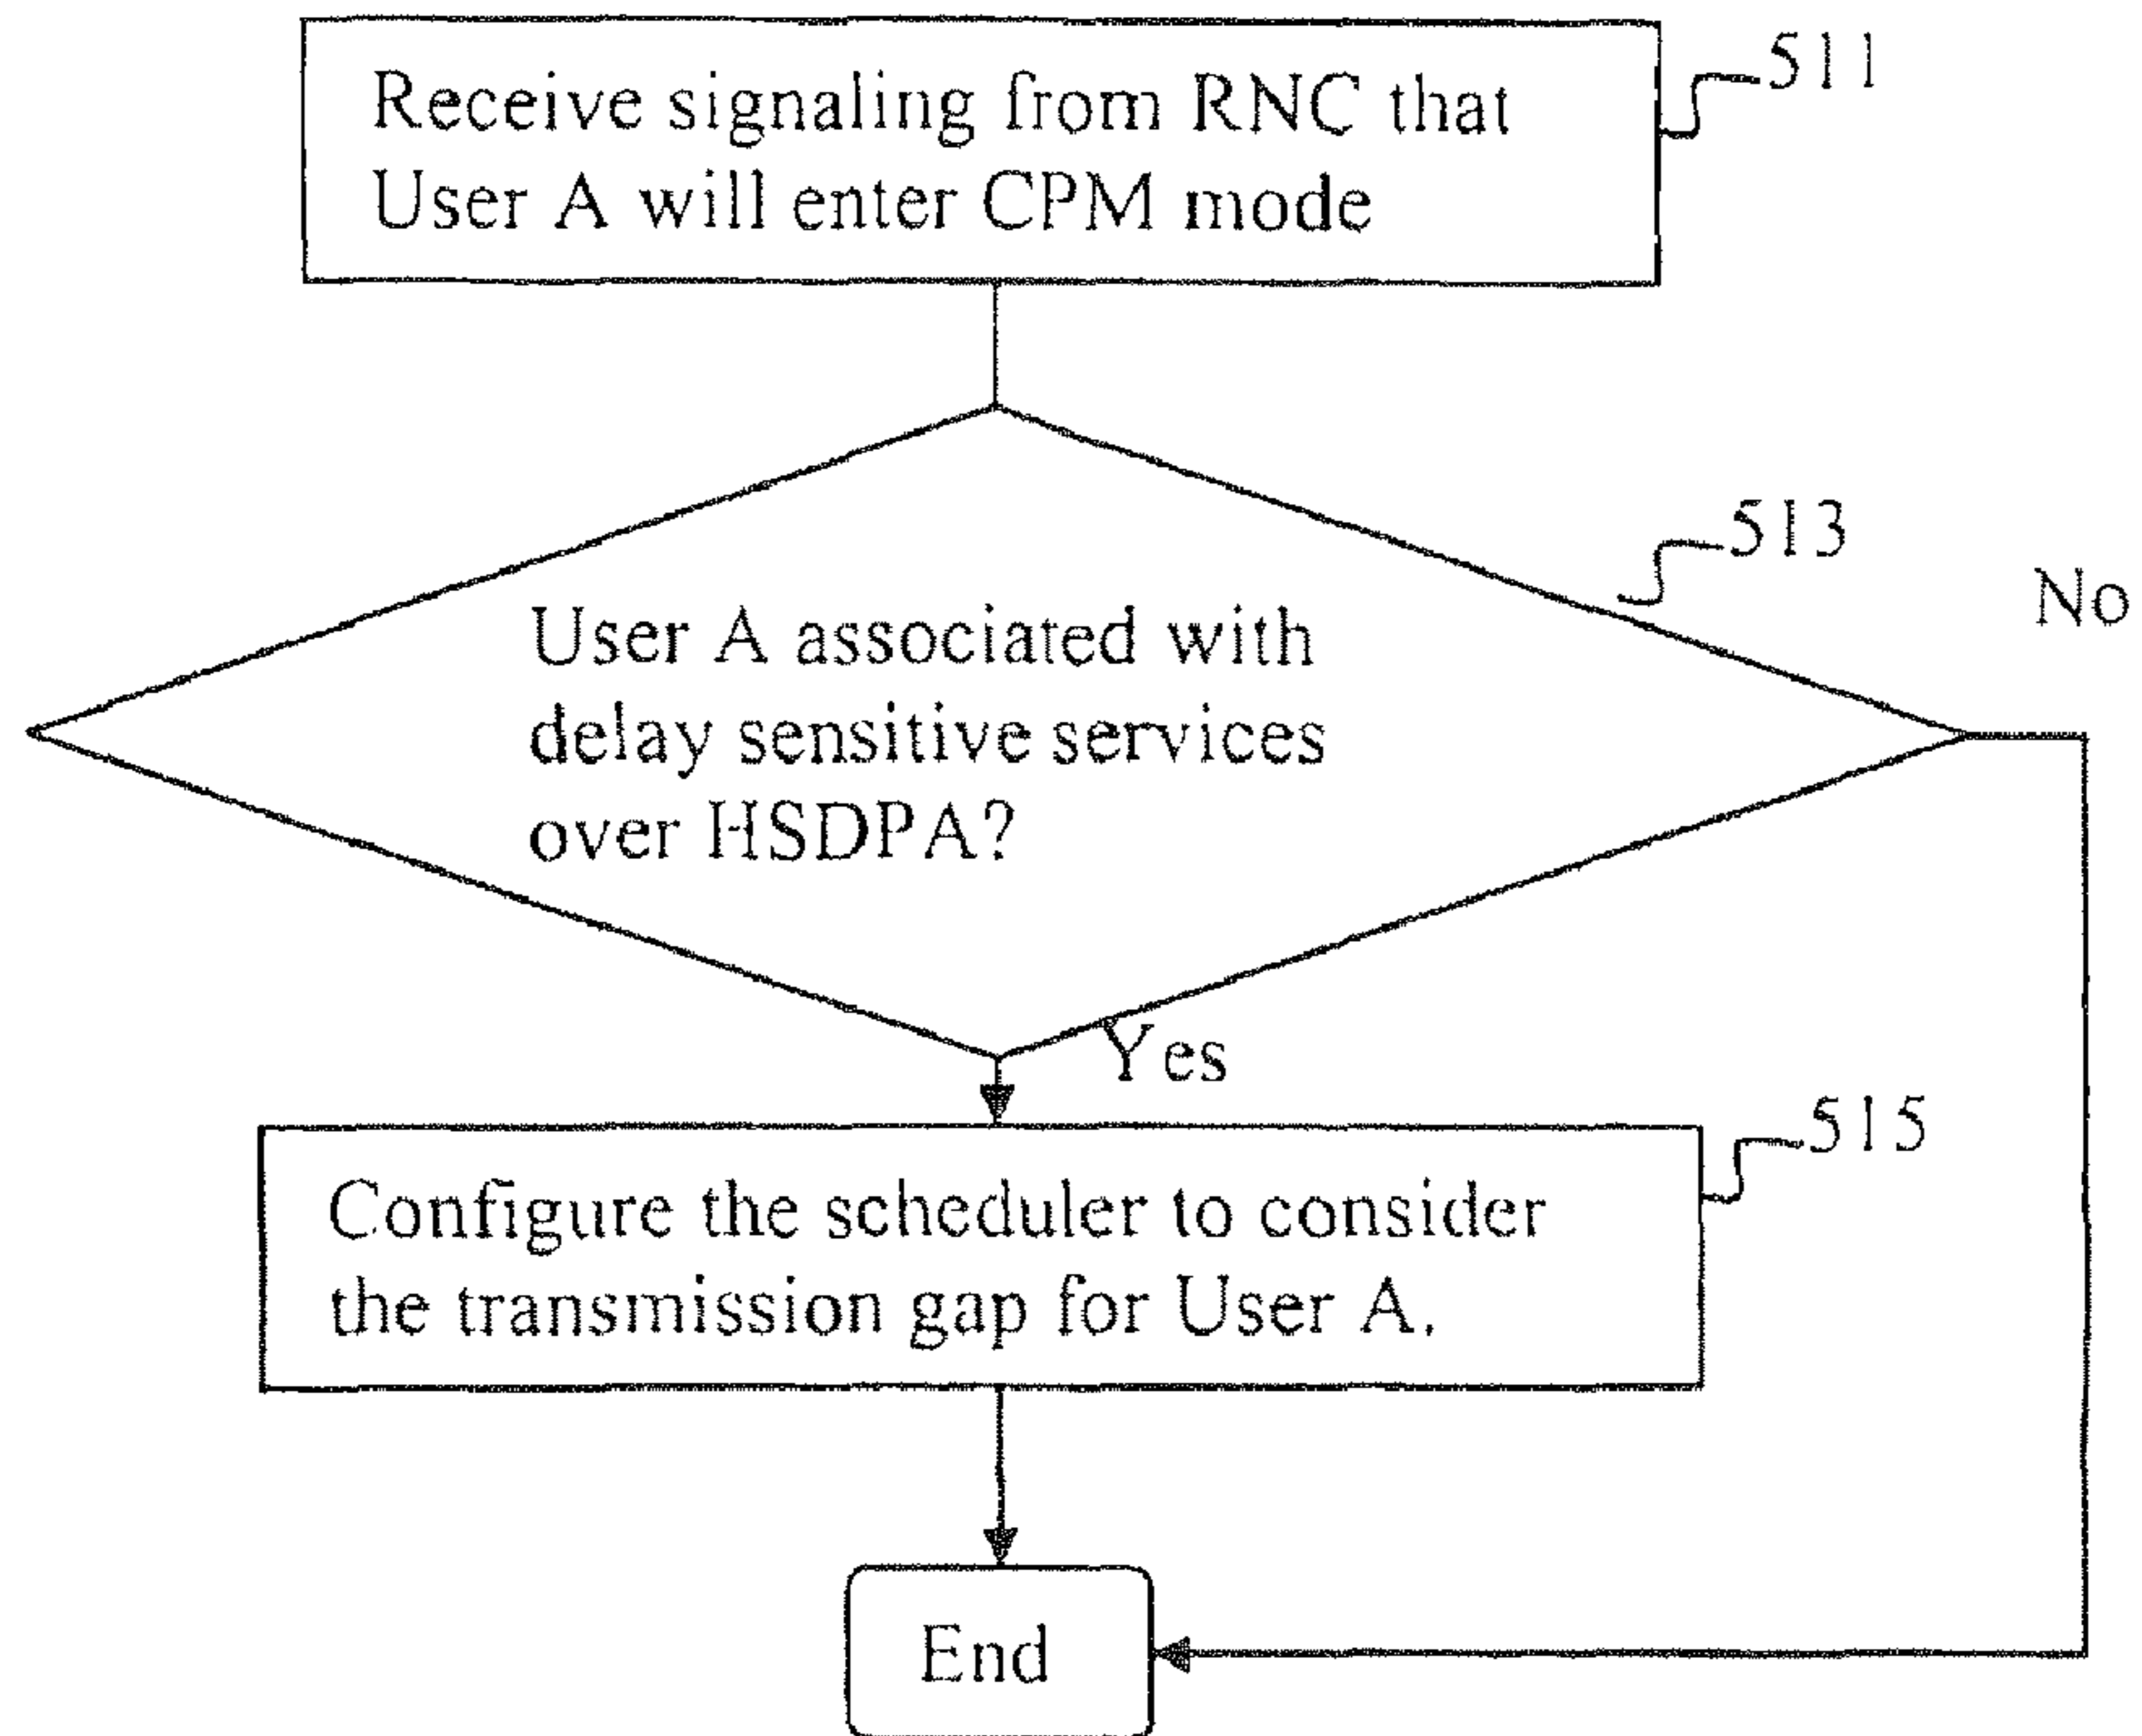 Receive signaling from RNC that
User A will enter CPM mode
511
513
No
User A associated with
delay sensitive services
over HSDPA?
Yes
515
Configure the scheduler to consider
the transmission gap for User A.
End